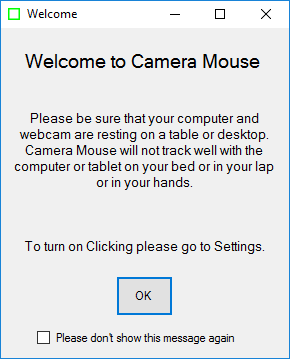 Welcome
Welcome to Camera Mouse
Please be sure that your computer and
webcam are resting on a table or desktop.
Camera Mouse will not track well with the
computer or tablet on your bed or in your lap
or in your hands.
To turn on Clicking please go to Settings.
OK
Please don't show this message again